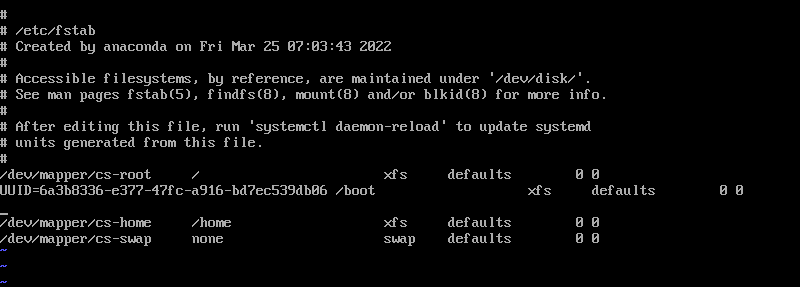 #
# /etc/fstab
# Created by anaconda on Fri Mar 25 07:03:43 2022
#
# Accessible filesystems, by reference, are maintained under '/dev/disk/'.
# See man pages fstab(5), findfs(8), mount(8) and/or blkid(8) for more info.
#
# After editing this file, run 'systemctl daemon-reload' to update systemd
# units generated from this file.
#
/dev/mapper/cs-root     /                       xfs     defaults        0 0
UUID=6a3b8336-e377-47fc-a916-bd7ec539db06 /boot                   xfs     defaults        0 0
/dev/mapper/cs-home     /home                   xfs     defaults        0 0
/dev/mapper/cs-swap     none                    swap    defaults        0 0
~
~
~